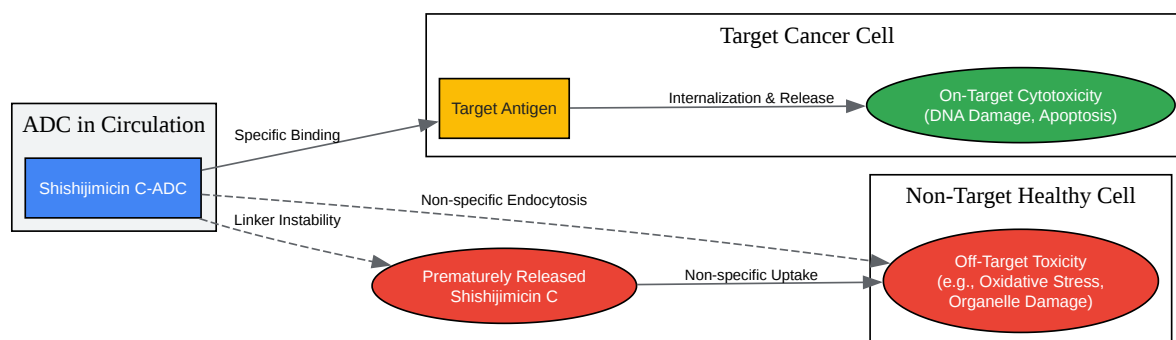 Target Cancer Cell
ADC in Circulation
Shishijimicin C-ADC
Specific Binding
Target Antigen
Internalization & Release
On-Target Cytotoxicity
(DNA Damage, Apoptosis)
Non-specific Endocytosis
Linker Instability
Prematurely Released
Shishijimicin C
Non-specific Uptake
Non-Target Healthy Cell
Off-Target Toxicity
(e.g., Oxidative Stress,
Organelle Damage)